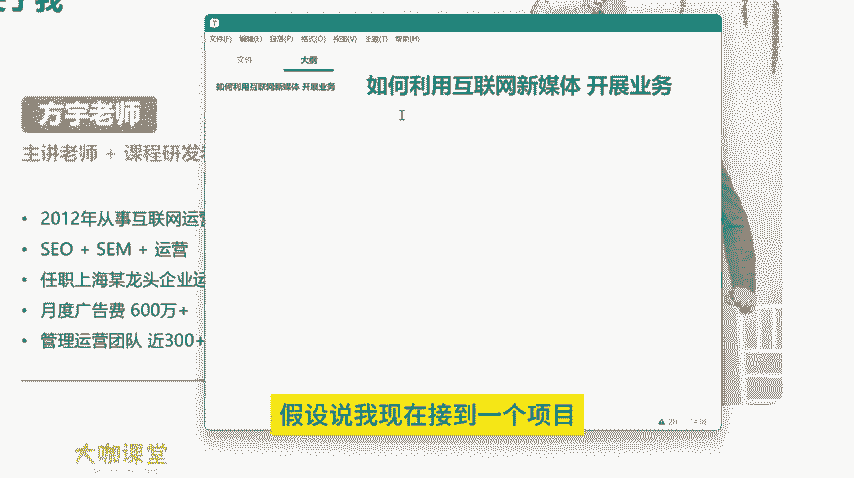 关于我
方宇老师
主讲老师 + 课程研发
2012年从事互联网运营
SEO + SEM + 运营
任职上海某龙头企业运
月度广告费 600万+
管理运营团队 近300+
大咖课堂
文件(F) 编辑(E) 段落(P) 格式(O) 视图(V) 主题(T) 帮助(H)
文件 大纲
如何利用互联网新媒体 开展业务
如何利用互联网新媒体 开展业务
假设说我现在接到一个项目